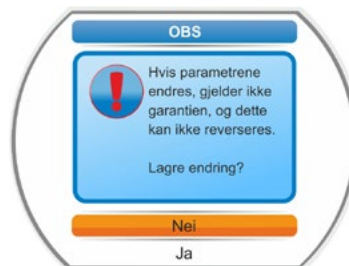 OBS
Hvis parametrene
endres, gjelder ikke
garantien, og dette
kan ikke reverseres.
Lagre endring?
Nei
Ja